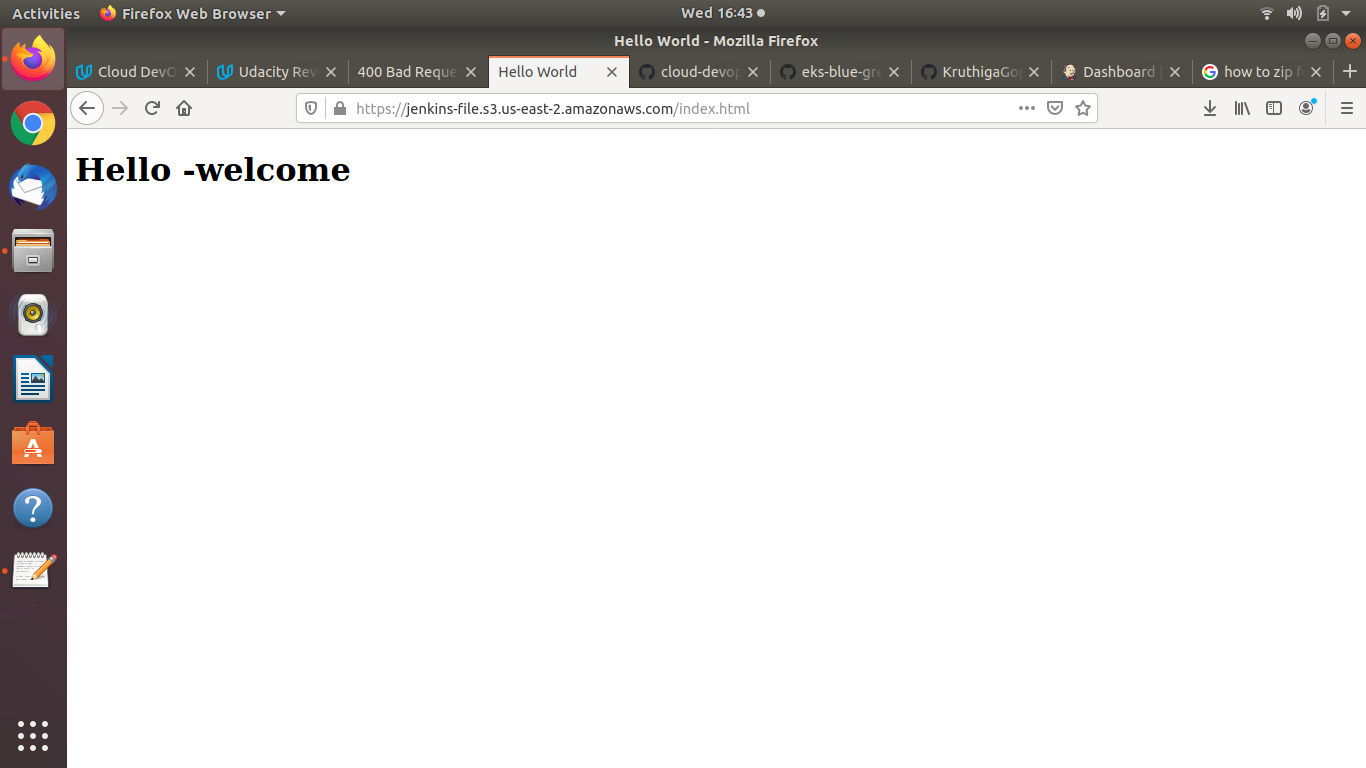 Activities Firefox Web Browser Wed 16:43
Hello World - Mozilla Firefox
Cloud DevO Udacity Rev 400 Bad Reque Hello World cloud-devop eks-blue-gre KruthigaGop Dashboard [ how to zip f
https://jenkins-file.s3.us-east-2.amazonaws.com/index.html
Hello -welcome